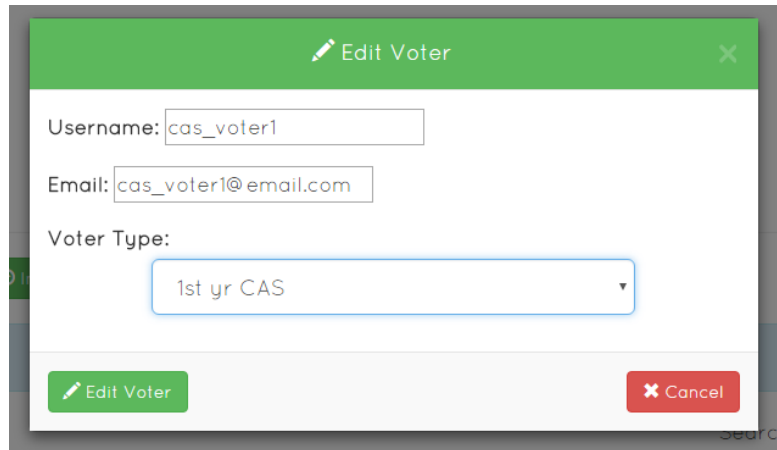 Edit Voter
Username: cas_voter1
Email: cas_voter1@email.com
Voter Type:
1st yr CAS
Edit Voter Cancel